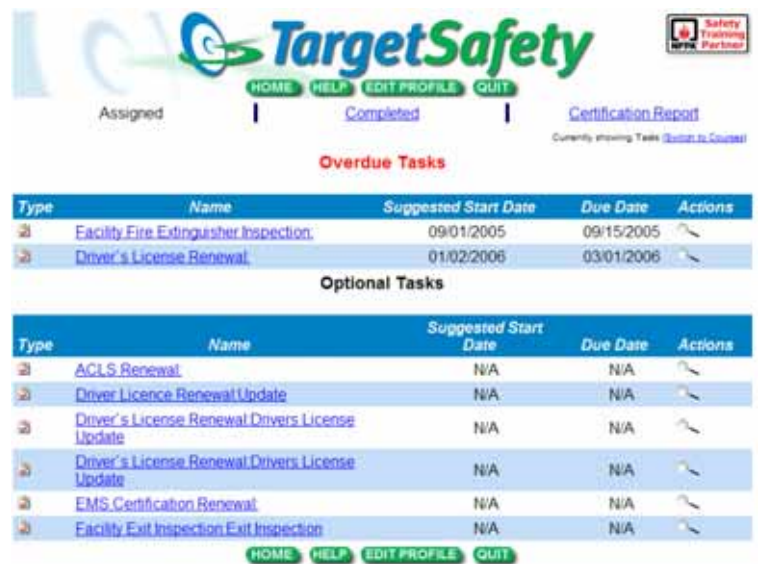 TargetSafety
Safety
Training
NFPA Partner
HOME HELP EDIT PROFILE QUIT
Assigned Completed Certification Report
Currently showing Tasks (Switch to Courses)
Overdue Tasks
Type Name Suggested Start Date Due Date Actions
Facility Fire Extinguisher Inspection: 09/01/2005 09/15/2005
Driver's License Renewal: 01/02/2006 03/01/2006
Optional Tasks
Type Name Suggested Start Date Due Date Actions
ACLS Renewal: N/A N/A
Driver Licence Renewal:Update N/A N/A
Driver's License Renewal:Drivers License
Update N/A N/A
Driver's License Renewal:Drivers License
Update N/A N/A
EMS Certification Renewal: N/A N/A
Facility Exit Inspection:Exit Inspection N/A N/A
HOME HELP EDIT PROFILE QUIT